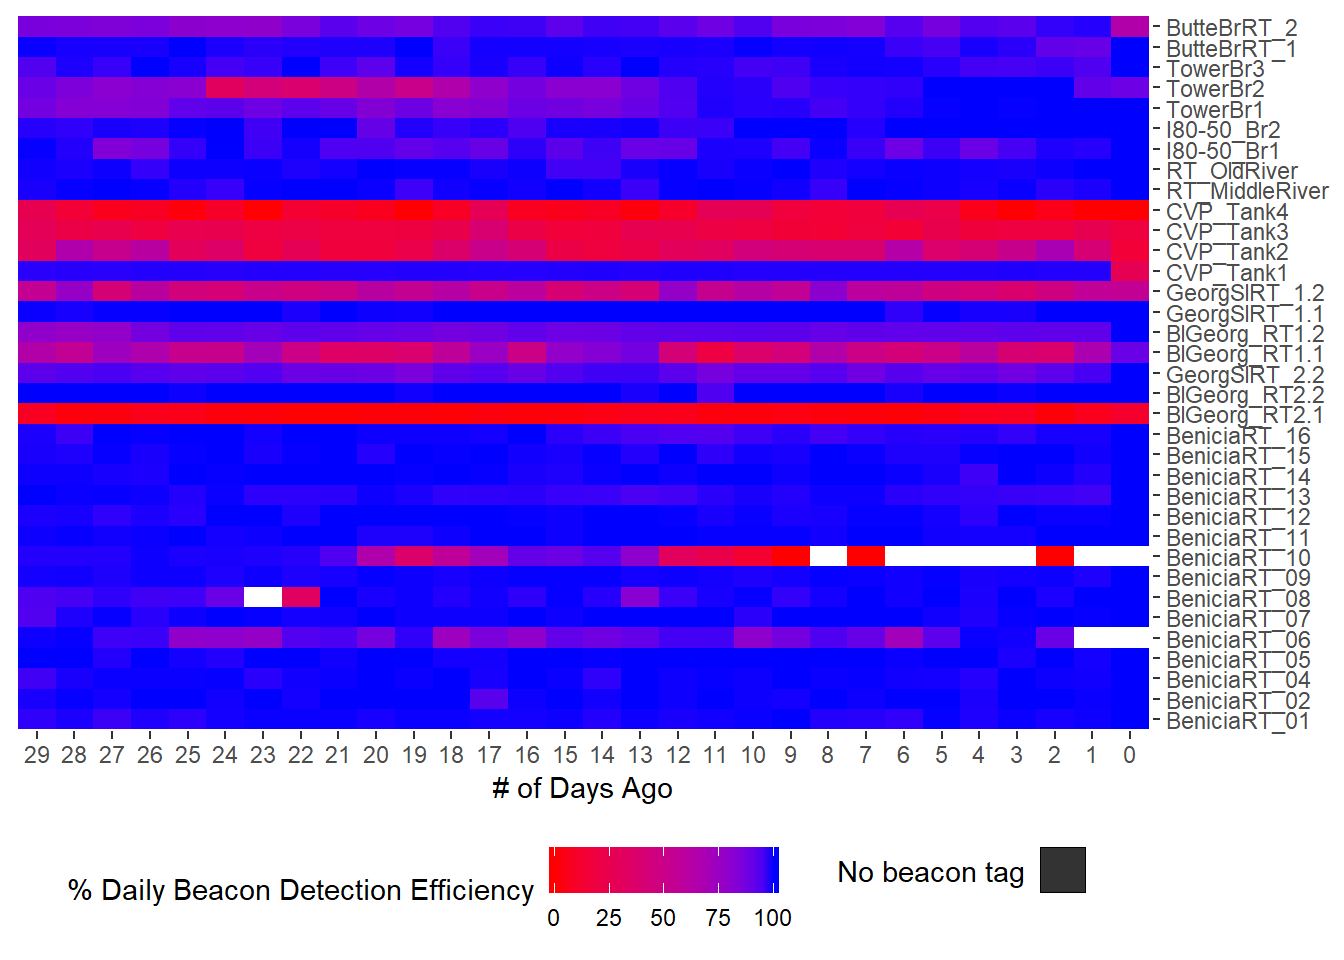 ButteBrRT_2
ButteBrRT_1
TowerBr3
TowerBr2
TowerBr1
I80-50_Br2
I80-50_Br1
RT_OldRiver
RT_MiddleRiver
CVP_Tank4
CVP_Tank3
CVP_Tank2
CVP_Tank1
GeorgSlRT_1.2
GeorgSlRT_1.1
BlGeorg_RT1.2
BlGeorg_RT1.1
GeorgSlRT_2.2
BlGeorg_RT2.2
BlGeorg_RT2.1
BeniciaRT_16
BeniciaRT_15
BeniciaRT_14
BeniciaRT_13
BeniciaRT_12
BeniciaRT_11
BeniciaRT_10
BeniciaRT_09
BeniciaRT_08
BeniciaRT_07
BeniciaRT_06
BeniciaRT_05
BeniciaRT_04
BeniciaRT_02
BeniciaRT_01
29 28 27 26 25 24 23 22 21 20 19 18 17 16 15 14 13 12 11 10 9 8 7 6 5 4 3 2 1 0
# of Days Ago
% Daily Beacon Detection Efficiency
0 25 50 75 100
No beacon tag